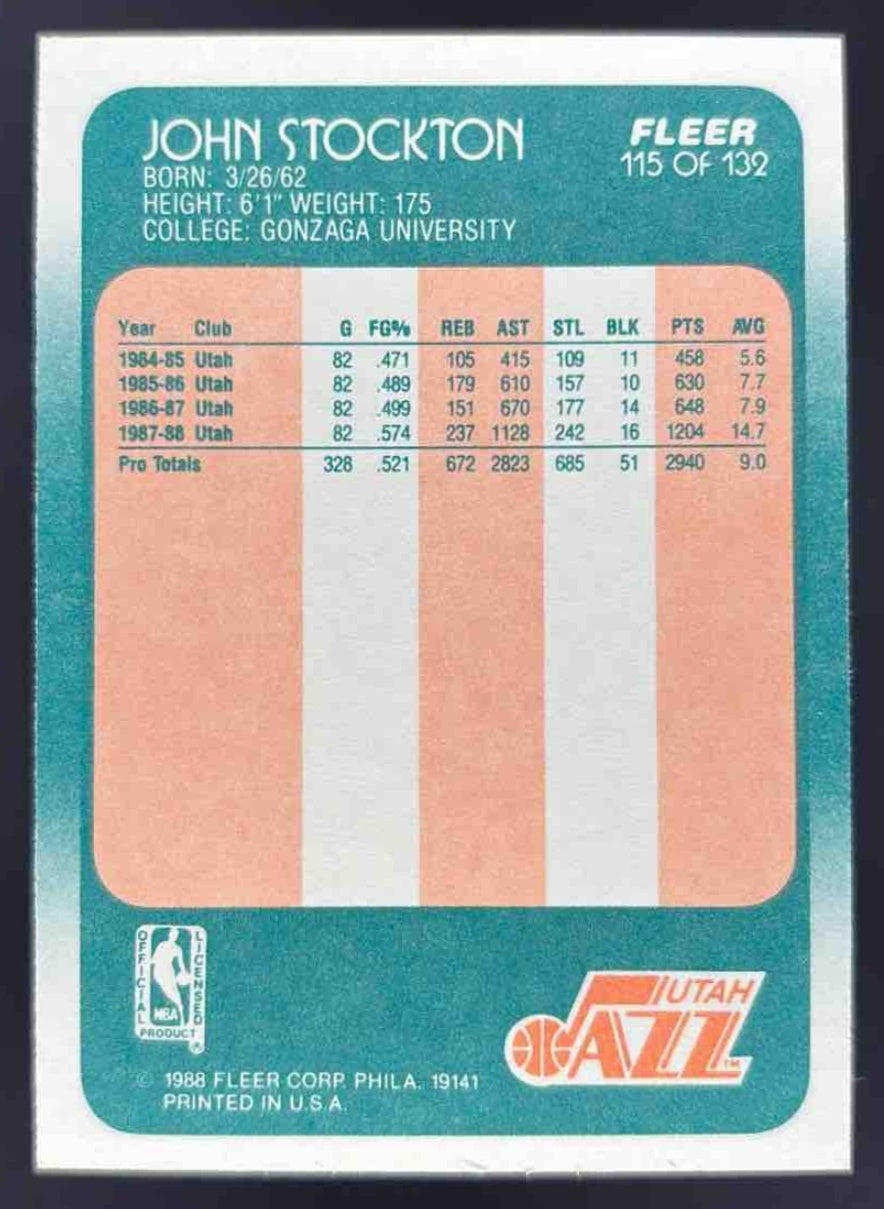 JOHN STOCKTON
BORN: 3/26/62
HEIGHT: 6'1" WEIGHT: 175
COLLEGE: GONZAGA UNIVERSITY
FLEER
115 OF 132
Year Club G FG% REB AST STL BLK PTS AVG
1984-85 Utah 82 .471 105 415 109 11 458 5.6
1985-86 Utah 82 .489 179 610 157 10 630 7.7
1986-87 Utah 82 .499 151 670 177 14 648 7.9
1987-88 Utah 82 .574 237 1128 242 16 1204 14.7
Pro Totals 328 .521 672 2823 685 51 2940 9.0
OFFICIAL
LICENSED
NBA
PRODUCT
®
UTAH
JAZZ
TM
© 1988 FLEER CORP. PHILA. 19141
PRINTED IN U.S.A.